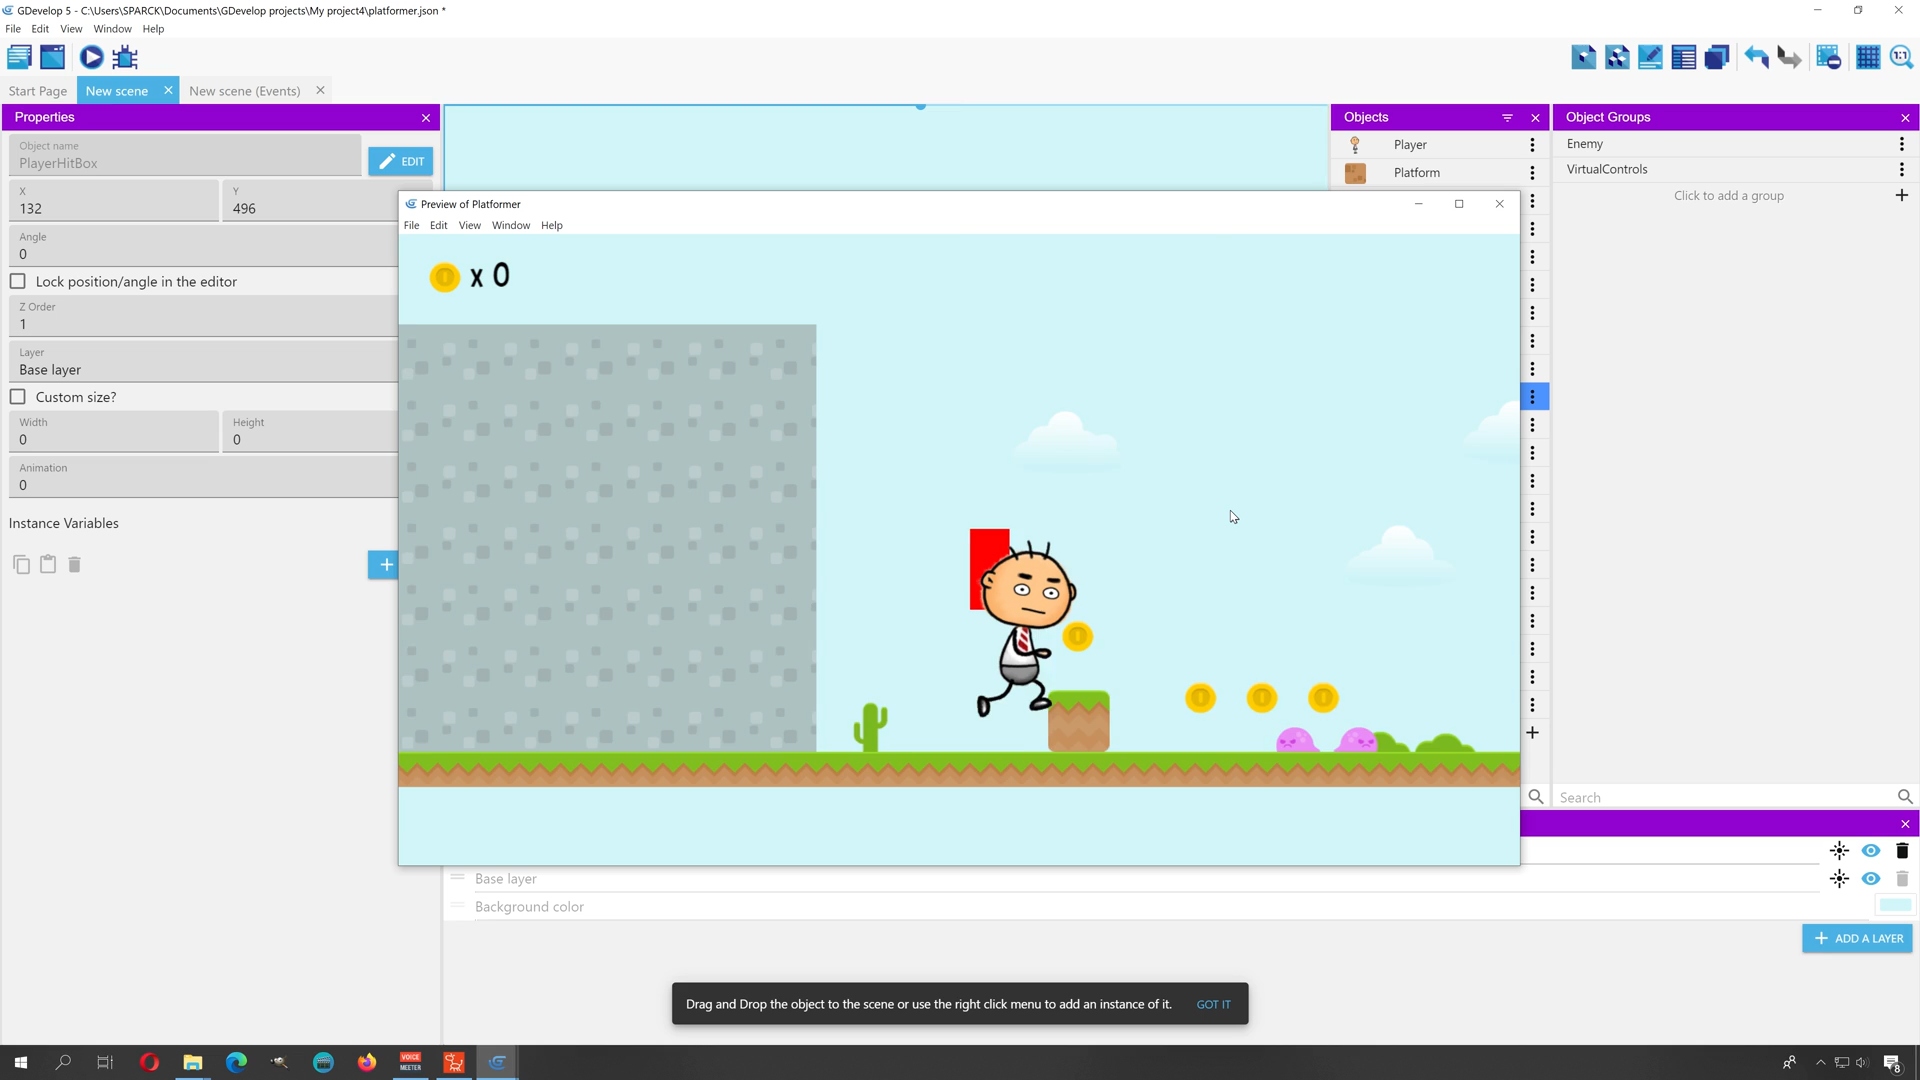 GDevelop 5 - C:\Users\SPARCK\Documents\GDevelop projects\My project4\platformer.json *
File Edit View Window Help
1:1
Start Page New scene New scene (Events)
Properties
Object name
PlayerHitBox
EDIT
X
132
Y
496
Angle
0
Lock position/angle in the editor
Z Order
1
Layer
Base layer
Custom size?
Width
0
Height
0
Animation
0
Instance Variables
Preview of Platformer
File Edit View Window Help
x 0
Objects
Player
Platform
Object Groups
Enemy
VirtualControls
Click to add a group
Search
Base layer
Background color
ADD A LAYER
Drag and Drop the object to the scene or use the right click menu to add an instance of it. GOT IT
VOICE
MEETER
8